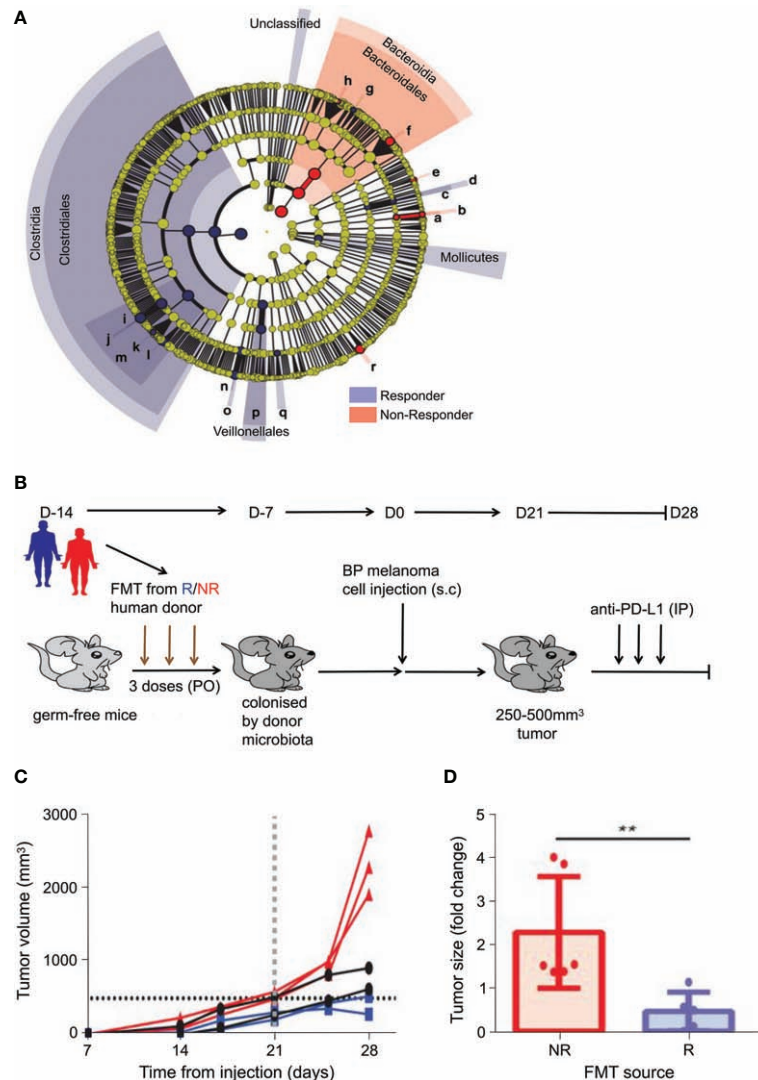 A
Unclassified
Bacteroidia
Bacteroidales
h
g
f
e
d
c
b
a
Clostridia
Clostridiales
Mollicutes
i
j
m
k
l
n
o
p
q
r
Veillonellales
Responder
Non-Responder
B
D-14
D-7
D0
D21
D28
FMT from R/NR
human donor
BP melanoma
cell injection (s.c)
anti-PD-L1 (IP)
3 doses (PO)
germ-free mice
colonised
by donor
microbiota
250-500mm³
tumor
C
Tumor volume (mm³)
3000
2000
1000
0
7
14
21
28
Time from injection (days)
D
Tumor size (fold change)
5
4
3
2
1
0
**
NR
R
FMT source